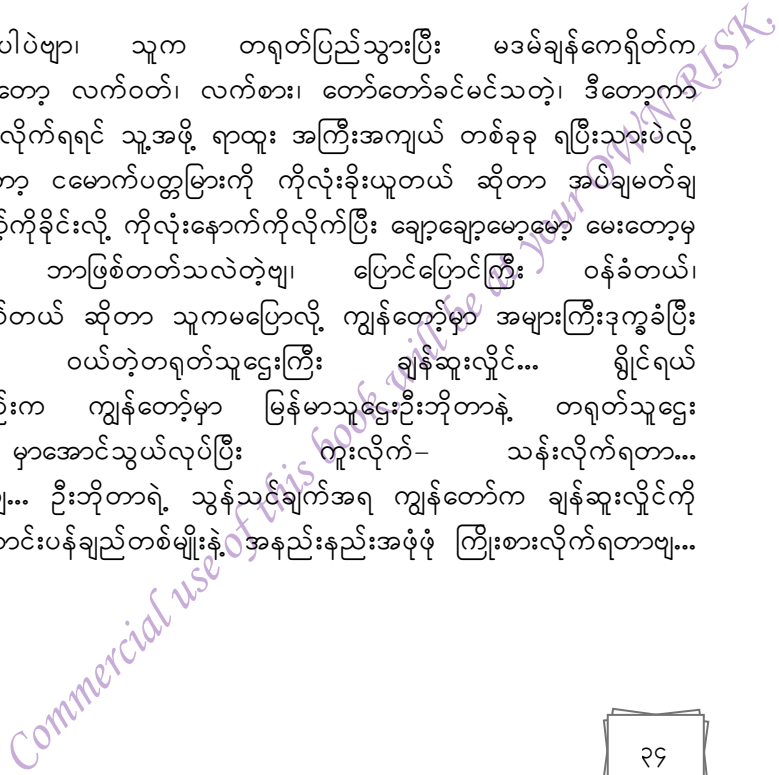 ပါပဲဗျာ၊ သူက တရုတ်ပြည်သွားပြီး မဒမ်ချန်ကေရှိတ်က
တော့ လက်ဝတ်၊ လက်စား၊ တော်တော်ခင်မင်သတဲ့၊ ဒီတော့ကာ
လိုက်ရရင် သူ့အဖို့ ရာထူး အကြီးအကျယ် တစ်ခုခု ရပြီးသားပဲလို့
ငမောက်ပတ္တမြားကို ကိုလုံးခိုးယူတယ် ဆိုတာ အပ်ချမတ်ချ
ကိုခိုင်းလို့ ကိုလုံးနောက်ကိုလိုက်ပြီး ချော့ချော့မော့မော့ မေးတော့မှ
ဘာဖြစ်တတ်သလဲတဲ့ဗျ၊ ပြောင်ပြောင်ကြီး ဝန်ခံတယ်၊
တယ် ဆိုတာ သူကမပြောလို့ ကျွန်တော့်မှာ အများကြီးဒုက္ခခံပြီး
ဝယ်တဲ့တရုတ်သူဌေးကြီး ချန်ဆူးလှိုင်... ရှိုင်ရယ်
က ကျွန်တော့်မှာ မြန်မာသူဌေးဦးဘိုတာနဲ့ တရုတ်သူဌေး
မှာအောင်သွယ်လုပ်ပြီး ကူးလိုက်– သန်းလိုက်ရတာ...
ဦးဘိုတာရဲ့ သွန်သင်ချက်အရ ကျွန်တော်က ချန်ဆူးလှိုင်ကို
တင်းပန်ချည်တစ်မျိုးနဲ့ အနည်းနည်းအဖုံဖုံ ကြိုးစားလိုက်ရတာဗျ...
Commercial use of this book will be at your OWN RISK.
၃၄